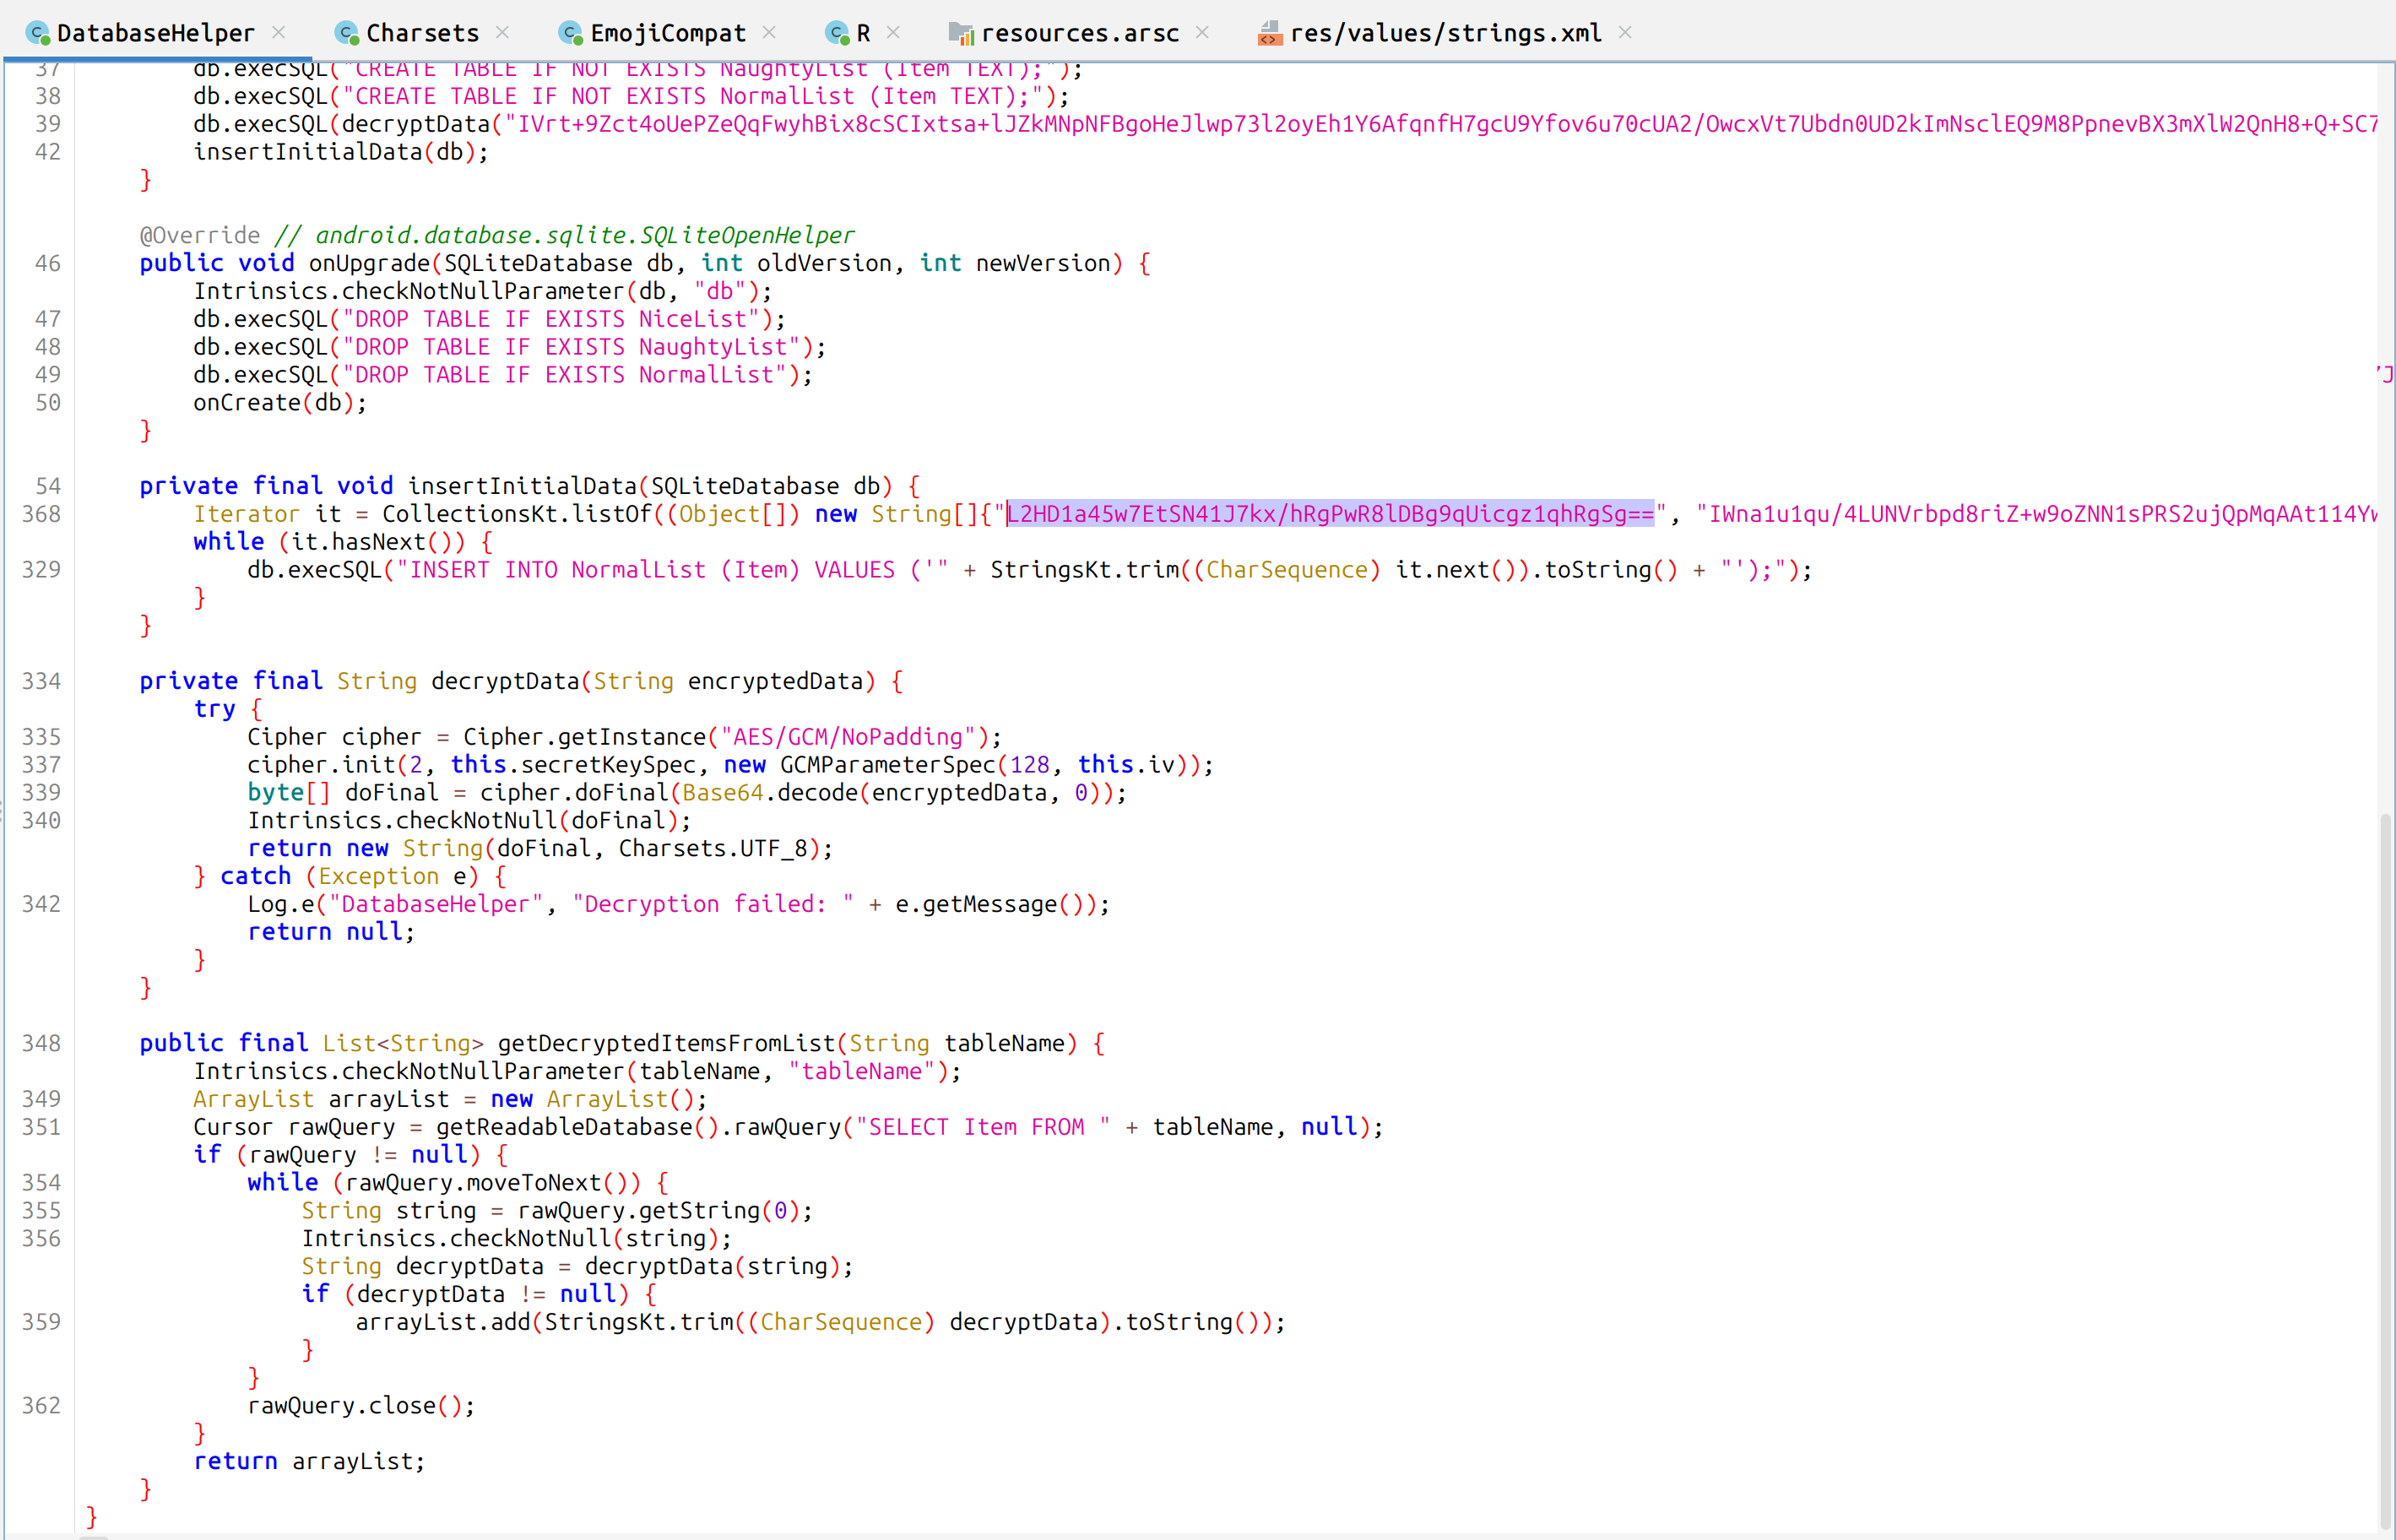 DatabaseHelper × Charsets × EmojiCompat × R × resources.arsc × res/values/strings.xml ×
37 db.execSQL("CREATE TABLE IF NOT EXISTS NaughtyList (Item TEXT);");
38 db.execSQL("CREATE TABLE IF NOT EXISTS NormalList (Item TEXT);");
39 db.execSQL(decryptData("IVrt+9Zct4oUePZeQqFwyhBix8cSCIxtsa+lJZkMNpNFBgoHeJlwp73l2oyEh1Y6AfqnfH7gcU9Yfov6u70cUA2/OwcxVt7Ubdn0UD2kImNsclEQ9M8PpnevBX3mXlW2QnH8+Q+SC7
42 insertInitialData(db);
}
@Override // android.database.sqlite.SQLiteOpenHelper
46 public void onUpgrade(SQLiteDatabase db, int oldVersion, int newVersion) {
Intrinsics.checkNotNullParameter(db, "db");
47 db.execSQL("DROP TABLE IF EXISTS NiceList");
48 db.execSQL("DROP TABLE IF EXISTS NaughtyList");
49 db.execSQL("DROP TABLE IF EXISTS NormalList");
50 onCreate(db);
}
54 private final void insertInitialData(SQLiteDatabase db) {
368 Iterator it = CollectionsKt.listOf((Object[]) new String[]{"L2HD1a45w7EtSN41J7kx/hRgPwR8lDBg9qUicgz1qhRgSg==", "IWna1u1qu/4LUNVrbpd8riZ+w9oZNN1sPRS2ujQpMqAAt114Yw
while (it.hasNext()) {
329 db.execSQL("INSERT INTO NormalList (Item) VALUES ('" + StringsKt.trim((CharSequence) it.next()).toString() + "');");
}
}
334 private final String decryptData(String encryptedData) {
try {
335 Cipher cipher = Cipher.getInstance("AES/GCM/NoPadding");
337 cipher.init(2, this.secretKeySpec, new GCMParameterSpec(128, this.iv));
339 byte[] doFinal = cipher.doFinal(Base64.decode(encryptedData, 0));
340 Intrinsics.checkNotNull(doFinal);
return new String(doFinal, Charsets.UTF_8);
} catch (Exception e) {
342 Log.e("DatabaseHelper", "Decryption failed: " + e.getMessage());
return null;
}
}
348 public final List<String> getDecryptedItemsFromList(String tableName) {
Intrinsics.checkNotNullParameter(tableName, "tableName");
349 ArrayList arrayList = new ArrayList();
351 Cursor rawQuery = getReadableDatabase().rawQuery("SELECT Item FROM " + tableName, null);
if (rawQuery != null) {
354 while (rawQuery.moveToNext()) {
355 String string = rawQuery.getString(0);
356 Intrinsics.checkNotNull(string);
String decryptData = decryptData(string);
if (decryptData != null) {
359 arrayList.add(StringsKt.trim((CharSequence) decryptData).toString());
}
}
362 rawQuery.close();
}
return arrayList;
}
}